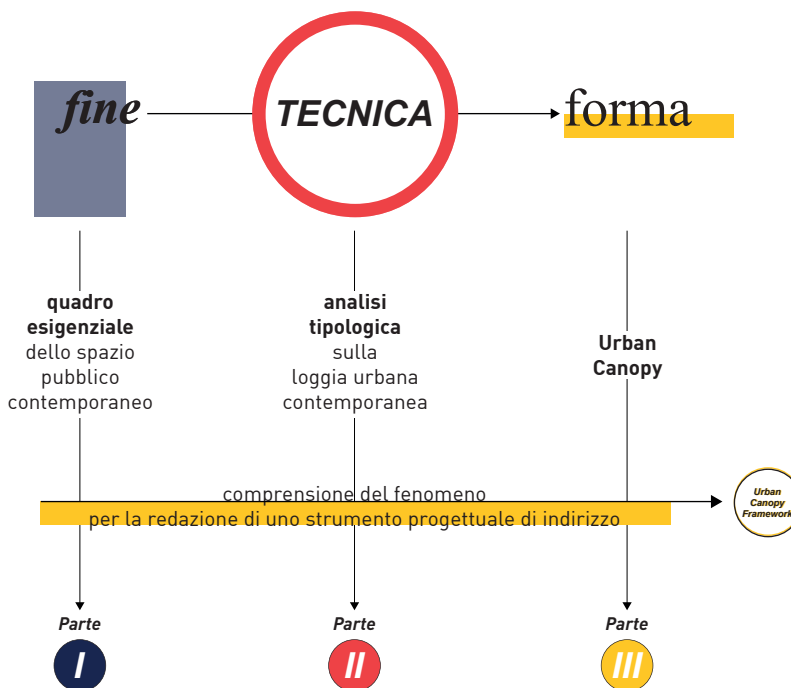 fine
TECNICA
forma
quadro
esigenziale
dello spazio
pubblico
contemporaneo
analisi
tipologica
sulla
loggia urbana
contemporanea
Urban
Canopy
comprensione del fenomeno
per la redazione di uno strumento progettuale di indirizzo
Urban
Canopy
Framework
Parte
I
Parte
II
Parte
III